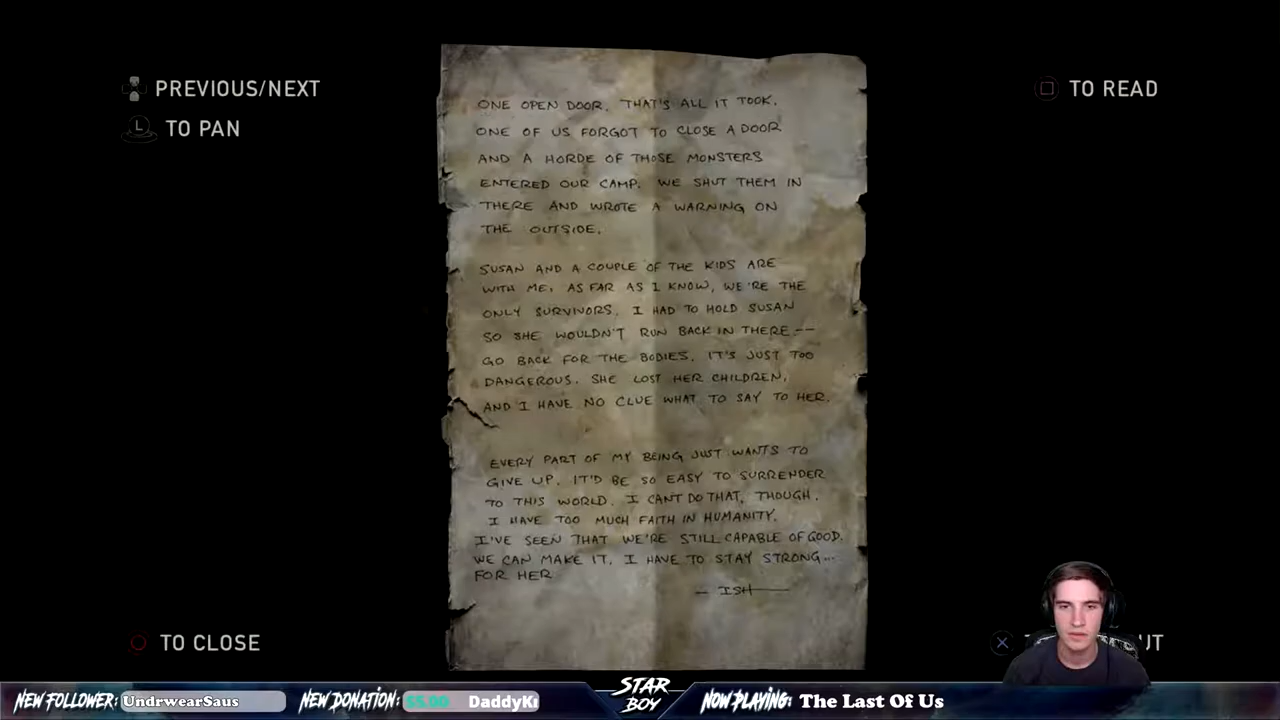 PREVIOUS/NEXT
L TO PAN
TO READ
ONE OPEN DOOR. THAT'S ALL IT TOOK.
ONE OF US FORGOT TO CLOSE A DOOR
AND A HORDE OF THOSE MONSTERS
ENTERED OUR CAMP. WE SHUT THEM IN
THERE AND WROTE A WARNING ON
THE OUTSIDE.
SUSAN AND A COUPLE OF THE KIDS ARE
WITH ME. AS FAR AS I KNOW, WE'RE THE
ONLY SURVIVORS. I HAD TO HOLD SUSAN
SO SHE WOULDN'T RUN BACK IN THERE --
GO BACK FOR THE BODIES. IT'S JUST TOO
DANGEROUS. SHE LOST HER CHILDREN.
AND I HAVE NO CLUE WHAT TO SAY TO HER.
EVERY PART OF MY BEING JUST WANTS TO
GIVE UP. IT'D BE SO EASY TO SURRENDER
TO THIS WORLD. I CAN'T DO THAT, THOUGH.
I HAVE TOO MUCH FAITH IN HUMANITY.
I'VE SEEN THAT WE'RE STILL CAPABLE OF GOOD.
WE CAN MAKE IT. I HAVE TO STAY STRONG...
FOR HER
- ISH
TO CLOSE
NEW FOLLOWER: UndrwearSaus
NEW DONATION: $5.00 DaddyK
STAR
BOY
NOW PLAYING: The Last Of Us